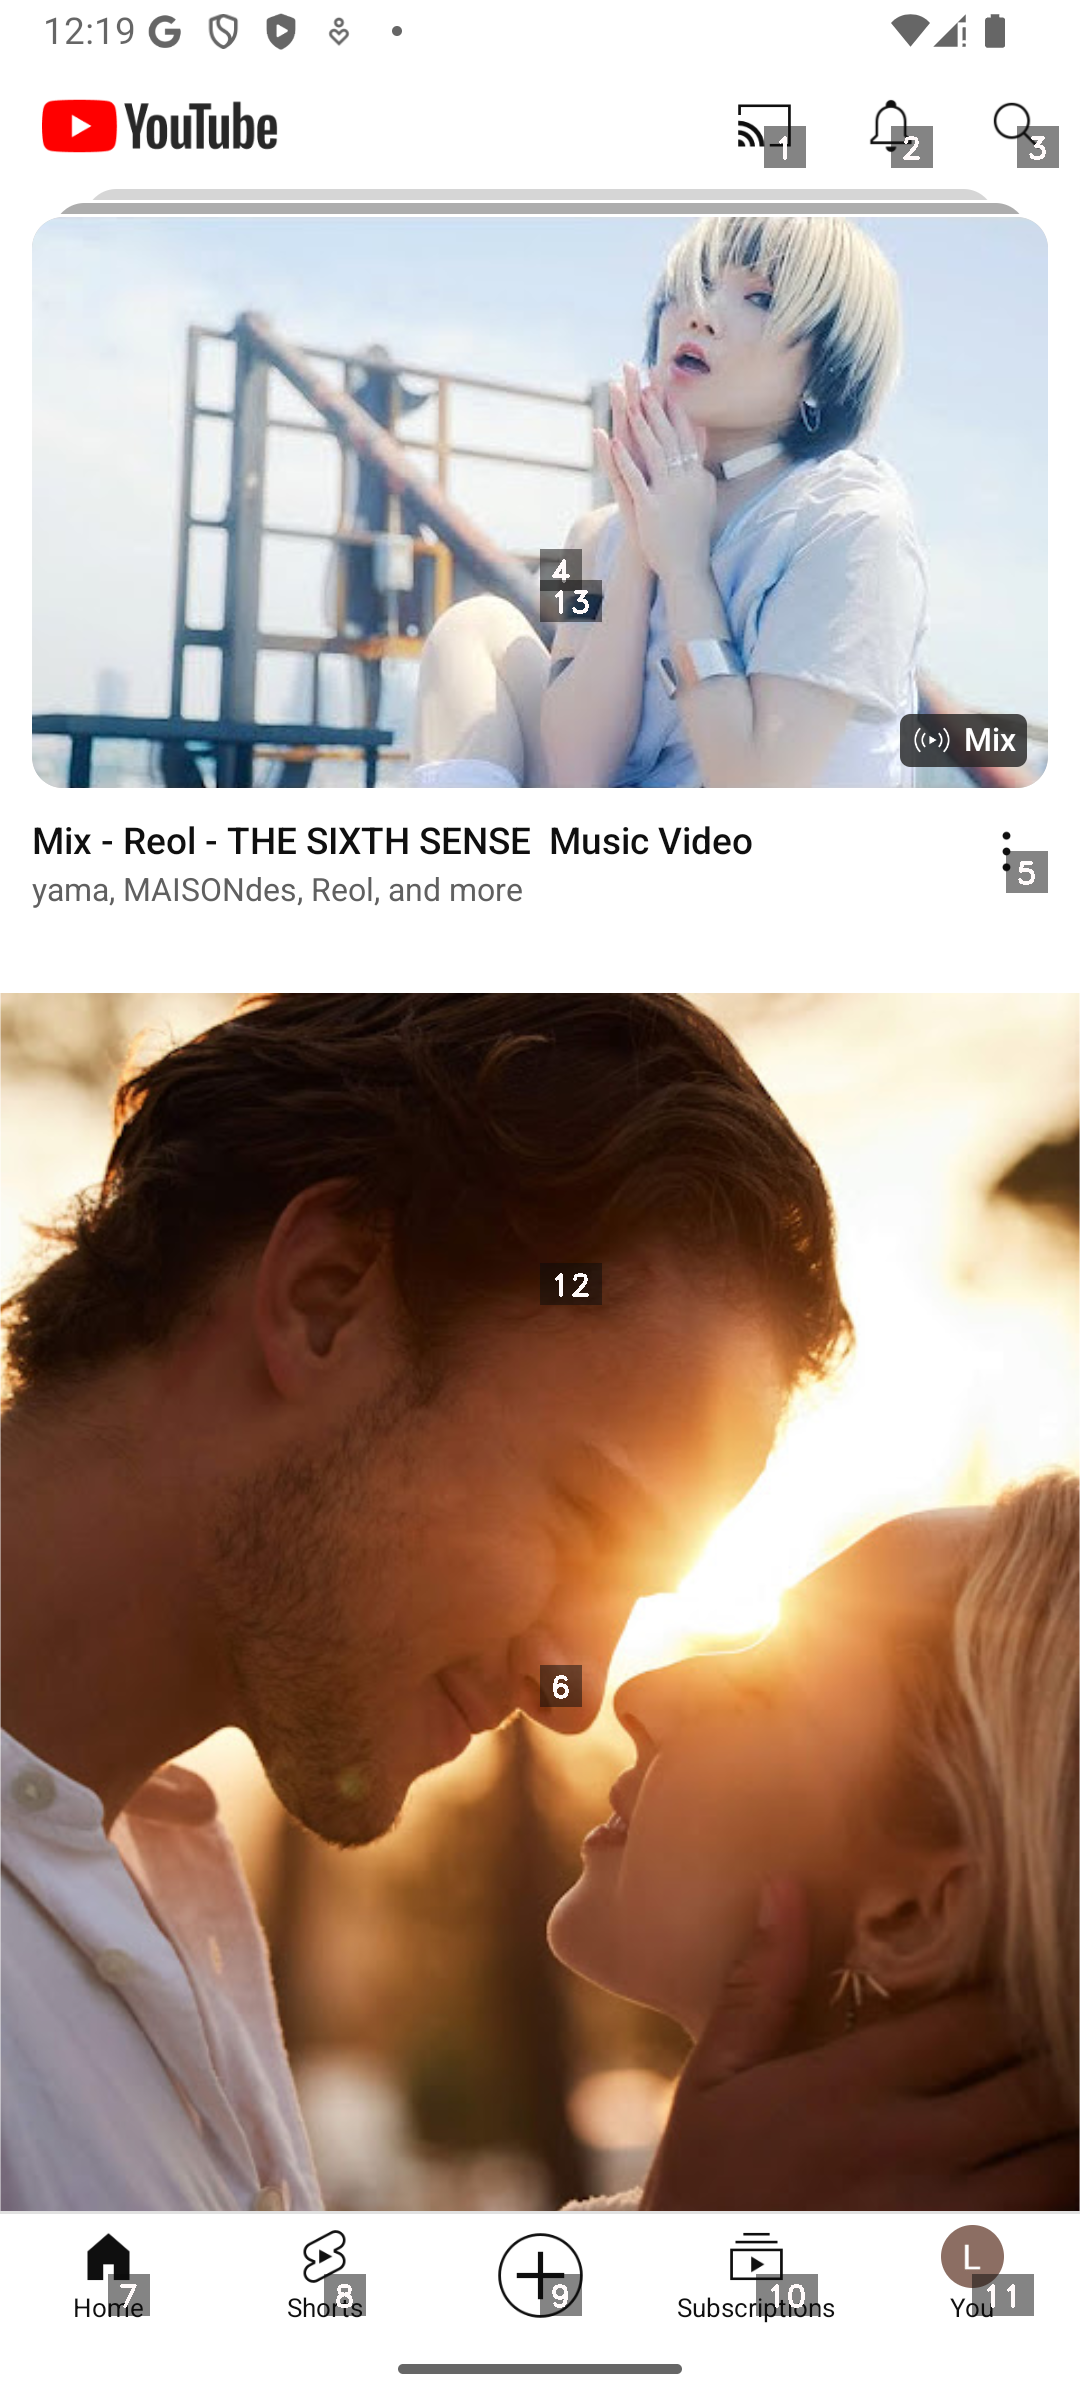 12:19
YouTube
1
2
3
4
13
Mix
Mix - Reol - THE SIXTH SENSE Music Video
5
yama, MAISONdes, Reol, and more
12
6
L
7
8
9
10
11
Home
Shorts
Subscriptions
You